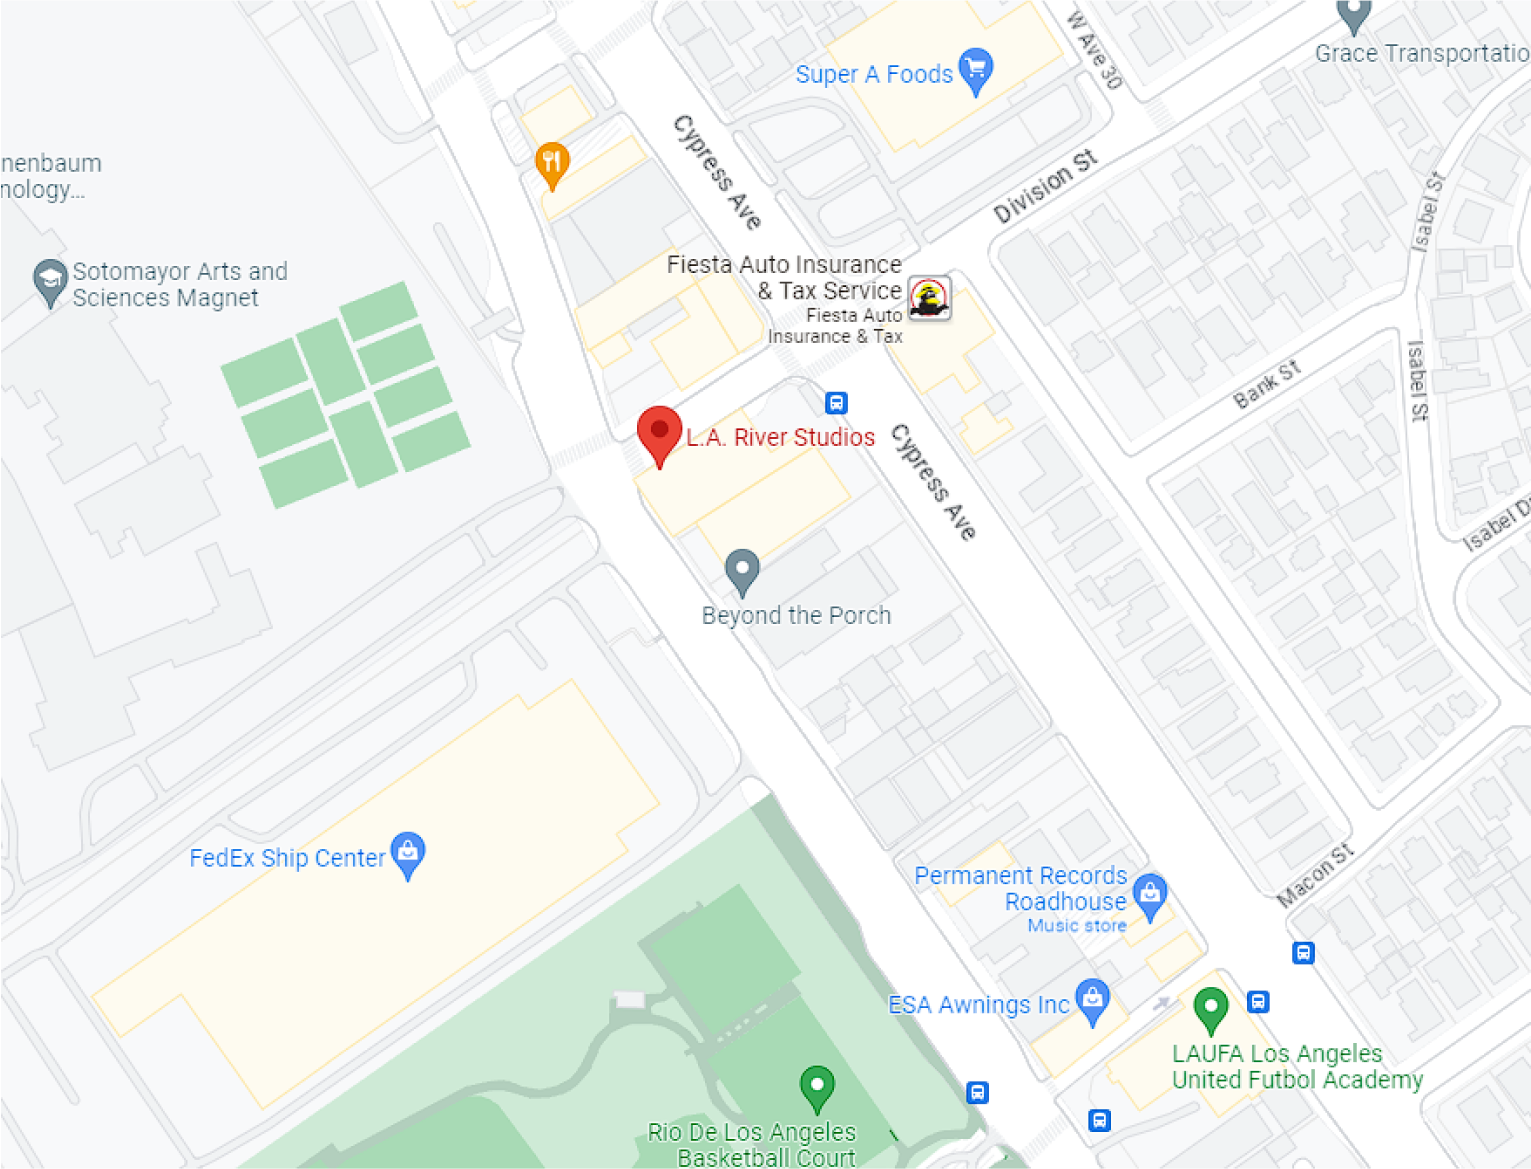 W Ave 30
Grace Transportatio
Super A Foods
Cypress Ave
nenbaum
nology...
Division St
Isabel St
Sotomayor Arts and
Sciences Magnet
Fiesta Auto Insurance
& Tax Service
Fiesta Auto
Insurance & Tax
Bank St
Isabel St
L.A. River Studios
Cypress Ave
Isabel D
Beyond the Porch
FedEx Ship Center
Macon St
Permanent Records
Roadhouse
Music store
ESA Awnings Inc
LAUFA Los Angeles
United Futbol Academy
Rio De Los Angeles
Basketball Court